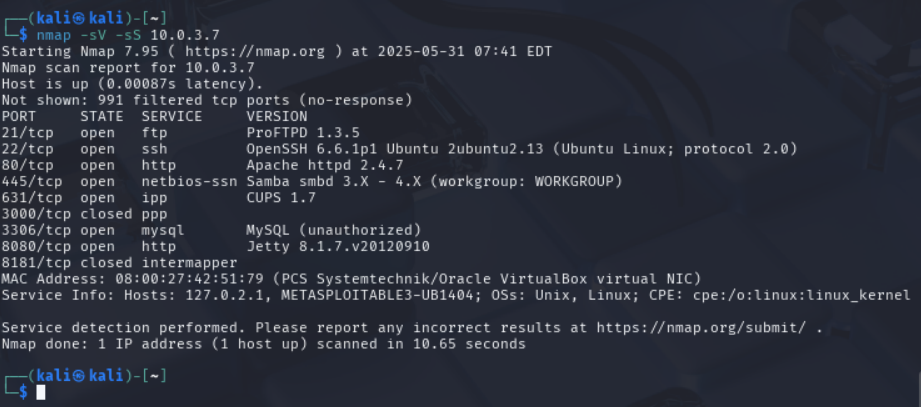 ┌──(kali㉿kali)-[~]
└─$ nmap -sV -sS 10.0.3.7
Starting Nmap 7.95 ( https://nmap.org ) at 2025-05-31 07:41 EDT
Nmap scan report for 10.0.3.7
Host is up (0.00087s latency).
Not shown: 991 filtered tcp ports (no-response)
PORT     STATE  SERVICE     VERSION
21/tcp   open   ftp         ProFTPD 1.3.5
22/tcp   open   ssh         OpenSSH 6.6.1p1 Ubuntu 2ubuntu2.13 (Ubuntu Linux; protocol 2.0)
80/tcp   open   http        Apache httpd 2.4.7
445/tcp  open   netbios-ssn Samba smbd 3.X - 4.X (workgroup: WORKGROUP)
631/tcp  open   ipp         CUPS 1.7
3000/tcp closed ppp
3306/tcp open   mysql       MySQL (unauthorized)
8080/tcp open   http        Jetty 8.1.7.v20120910
8181/tcp closed intermapper
MAC Address: 08:00:27:42:51:79 (PCS Systemtechnik/Oracle VirtualBox virtual NIC)
Service Info: Hosts: 127.0.2.1, METASPLOITABLE3-UB1404; OSs: Unix, Linux; CPE: cpe:/o:linux:linux_kernel
Service detection performed. Please report any incorrect results at https://nmap.org/submit/ .
Nmap done: 1 IP address (1 host up) scanned in 10.65 seconds
┌──(kali㉿kali)-[~]
└─$